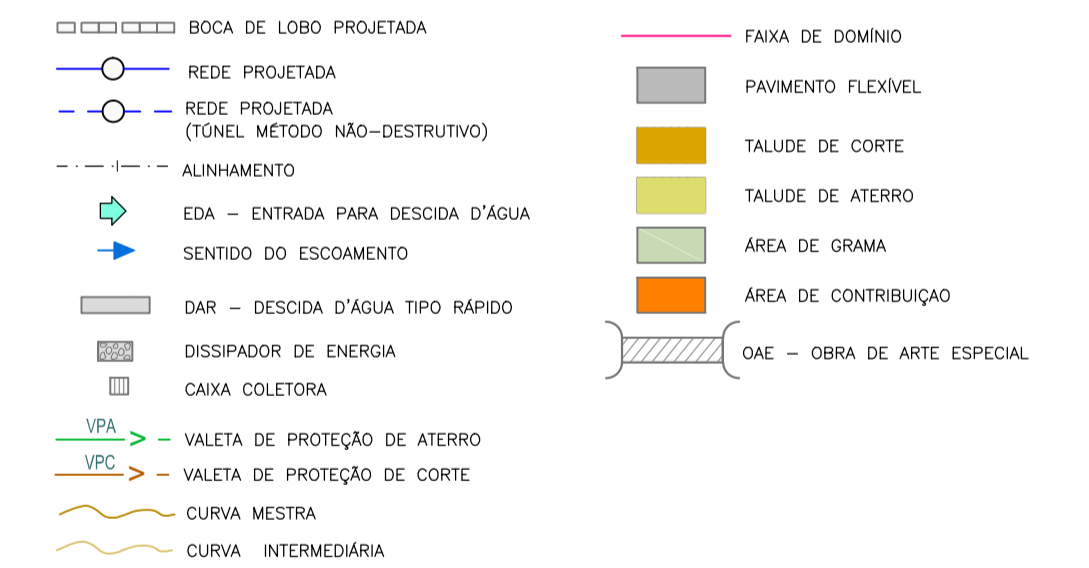 BOCA DE LOBO PROJETADA
REDE PROJETADA
REDE PROJETADA
(TÚNEL MÉTODO NÃO-DESTRUTIVO)
ALINHAMENTO
EDA - ENTRADA PARA DESCIDA D'ÁGUA
SENTIDO DO ESCOAMENTO
DAR - DESCIDA D'ÁGUA TIPO RÁPIDO
DISSIPADOR DE ENERGIA
CAIXA COLETORA
VPA
VALETA DE PROTEÇÃO DE ATERRO
VPC
VALETA DE PROTEÇÃO DE CORTE
CURVA MESTRA
CURVA INTERMEDIÁRIA
FAIXA DE DOMÍNIO
PAVIMENTO FLEXÍVEL
TALUDE DE CORTE
TALUDE DE ATERRO
ÁREA DE GRAMA
ÁREA DE CONTRIBUIÇAO
OAE - OBRA DE ARTE ESPECIAL